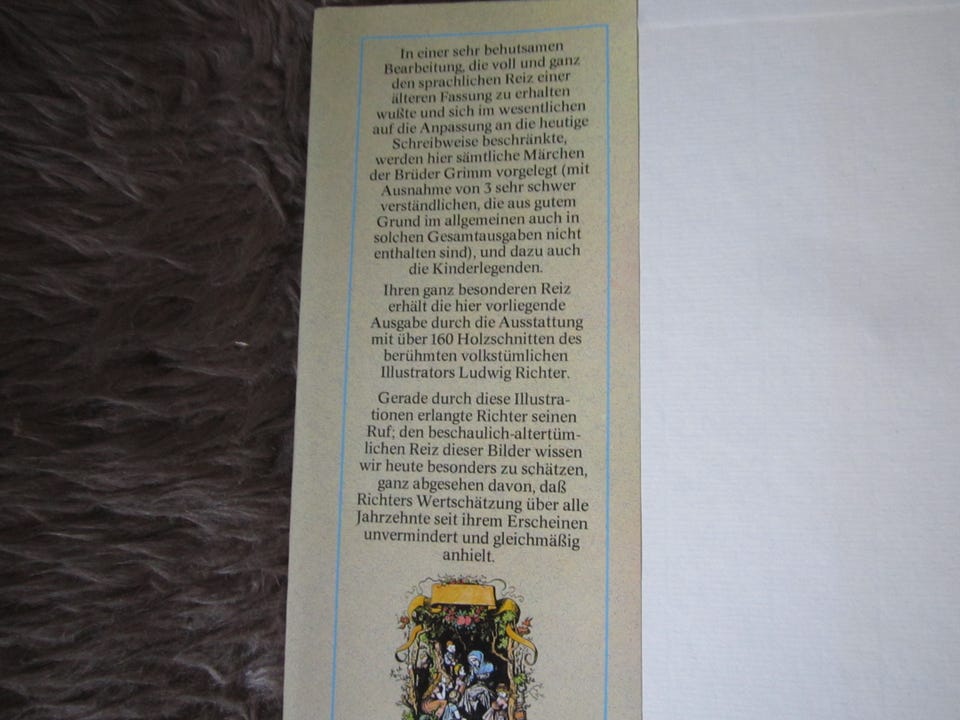 In einer sehr behutsamen
Bearbeitung, die voll und ganz
den sprachlichen Reiz einer
älteren Fassung zu erhalten
wußte und sich im wesentlichen
auf die Anpassung an die heutige
Schreibweise beschränkte,
werden hier sämtliche Märchen
der Brüder Grimm vorgelegt (mit
Ausnahme von 3 sehr schwer
verständlichen, die aus gutem
Grund im allgemeinen auch in
solchen Gesamtausgaben nicht
enthalten sind), und dazu auch
die Kinderlegenden.
Ihren ganz besonderen Reiz
erhält die hier vorliegende
Ausgabe durch die Ausstattung
mit über 160 Holzschnitten des
berühmten volkstümlichen
Illustrators Ludwig Richter.
Gerade durch diese Illustra-
tionen erlangte Richter seinen
Ruf; den beschaulich-altertüm-
lichen Reiz dieser Bilder wissen
wir heute besonders zu schätzen,
ganz abgesehen davon, daß
Richters Wertschätzung über alle
Jahrzehnte seit ihrem Erscheinen
unvermindert und gleichmäßig
anhielt.